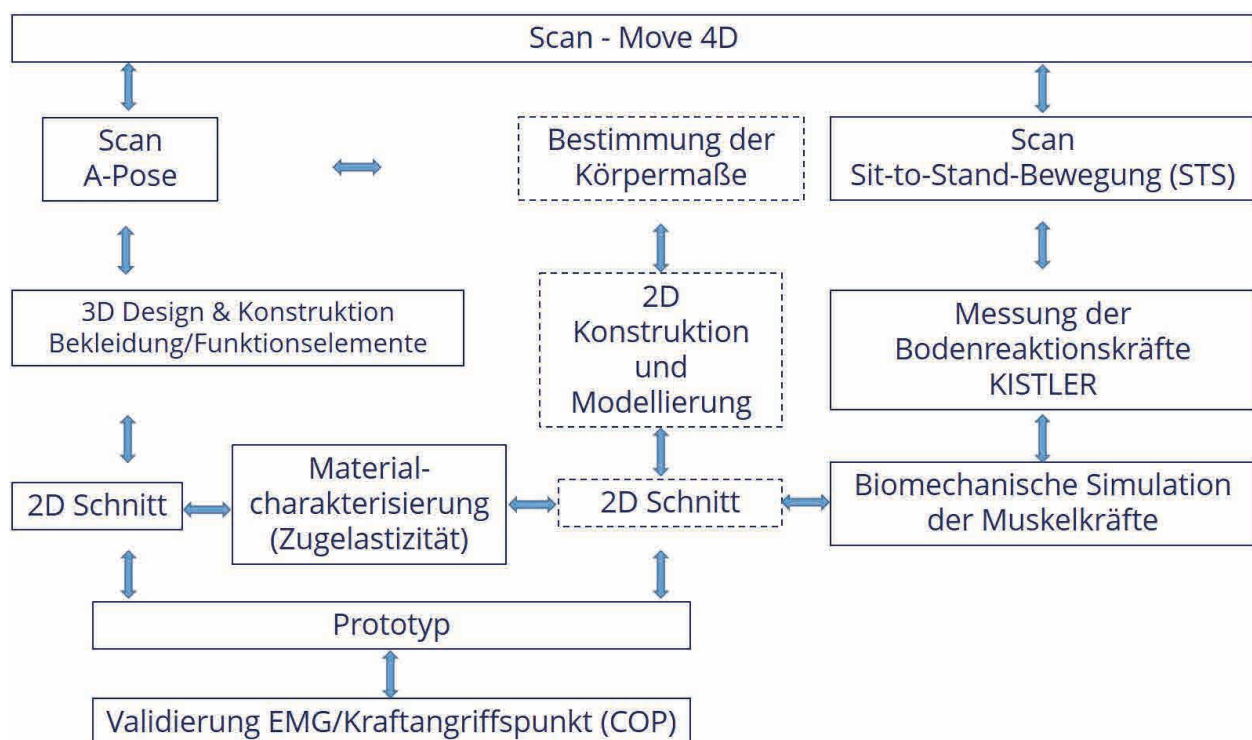 Scan - Move 4D
Scan
A-Pose
Bestimmung der
Körpermaße
Scan
Sit-to-Stand-Bewegung (STS)
3D Design & Konstruktion
Bekleidung/Funktionselemente
2D
Konstruktion
und
Modellierung
Messung der
Bodenreaktionskräfte
KISTLER
2D Schnitt
Material-
charakterisierung
(Zugelastizität)
2D Schnitt
Biomechanische Simulation
der Muskelkräfte
Prototyp
Validierung EMG/Kraftangriffspunkt (COP)